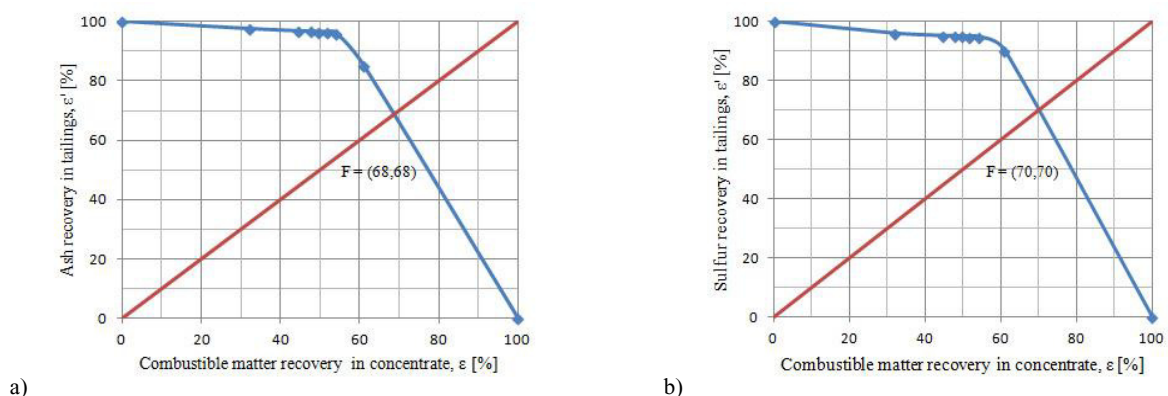 100
80
60
40
20
0
Ash recovery in tailings, ε' [%]
F = (68,68)
0 20 40 60 80 100
Combustible matter recovery in concentrate, ε [%]
a)
100
80
60
40
20
0
Sulfur recovery in tailings, ε' [%]
F = (70,70)
0 20 40 60 80 100
Combustible matter recovery in concentrate, ε [%]
b)